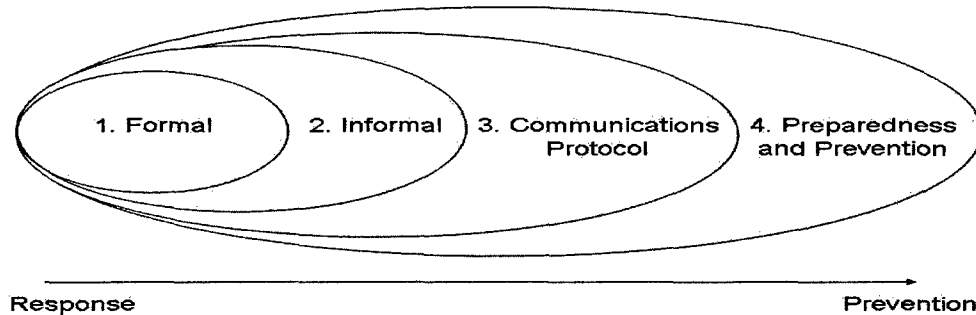 1. Formal
2. Informal
3. Communications
Protocol
4. Preparedness
and Prevention
Response
Prevention